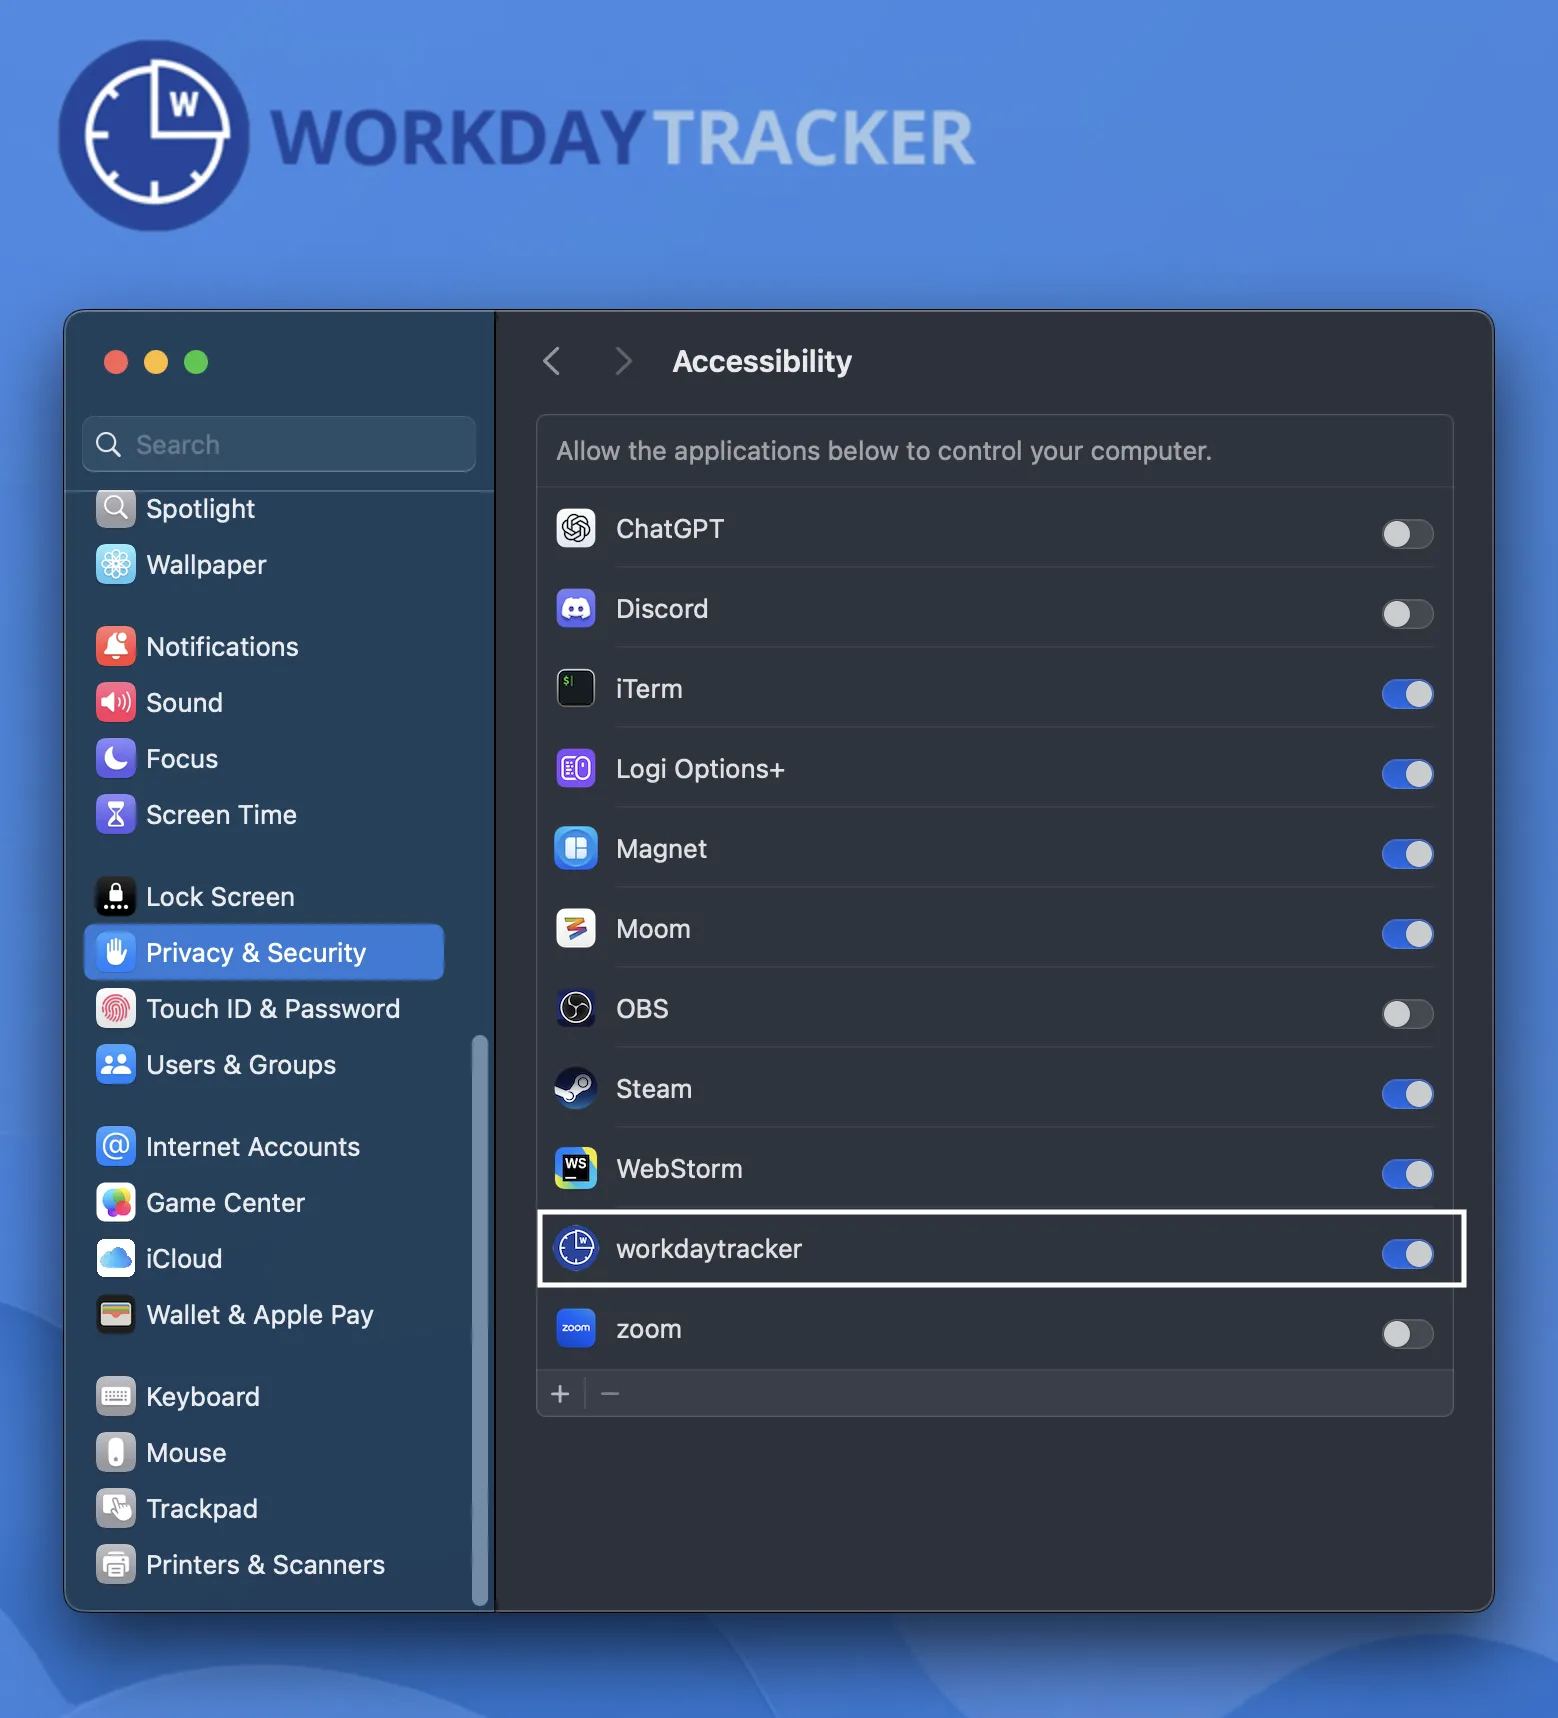 W
WORKDAYTRACKER
Search
Spotlight
Wallpaper
Notifications
Sound
Focus
Screen Time
Lock Screen
Privacy & Security
Touch ID & Password
Users & Groups
@
Internet Accounts
Game Center
iCloud
Wallet & Apple Pay
Keyboard
Mouse
Trackpad
Printers & Scanners
Accessibility
Allow the applications below to control your computer.
ChatGPT
Discord
$
iTerm
Logi Options+
Magnet
Moom
OBS
Steam
WS
WebStorm
W
workdaytracker
zoom
zoom
+ −